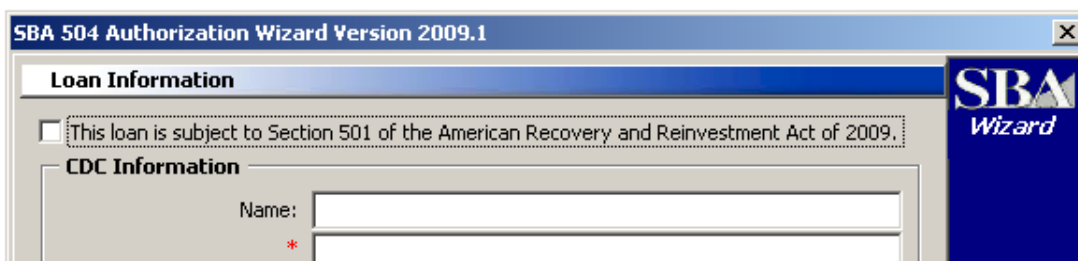 SBA 504 Authorization Wizard Version 2009.1
Loan Information
SBA
Wizard
This loan is subject to Section 501 of the American Recovery and Reinvestment Act of 2009.
CDC Information
Name:
*